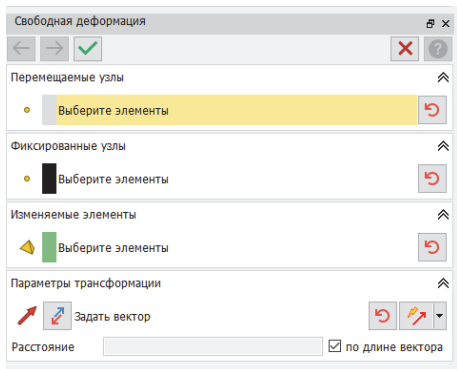 Свободная деформация
Перемещаемые узлы
Выберите элементы
Фиксированные узлы
Выберите элементы
Изменяемые элементы
Выберите элементы
Параметры трансформации
Задать вектор
Расстояние по длине вектора